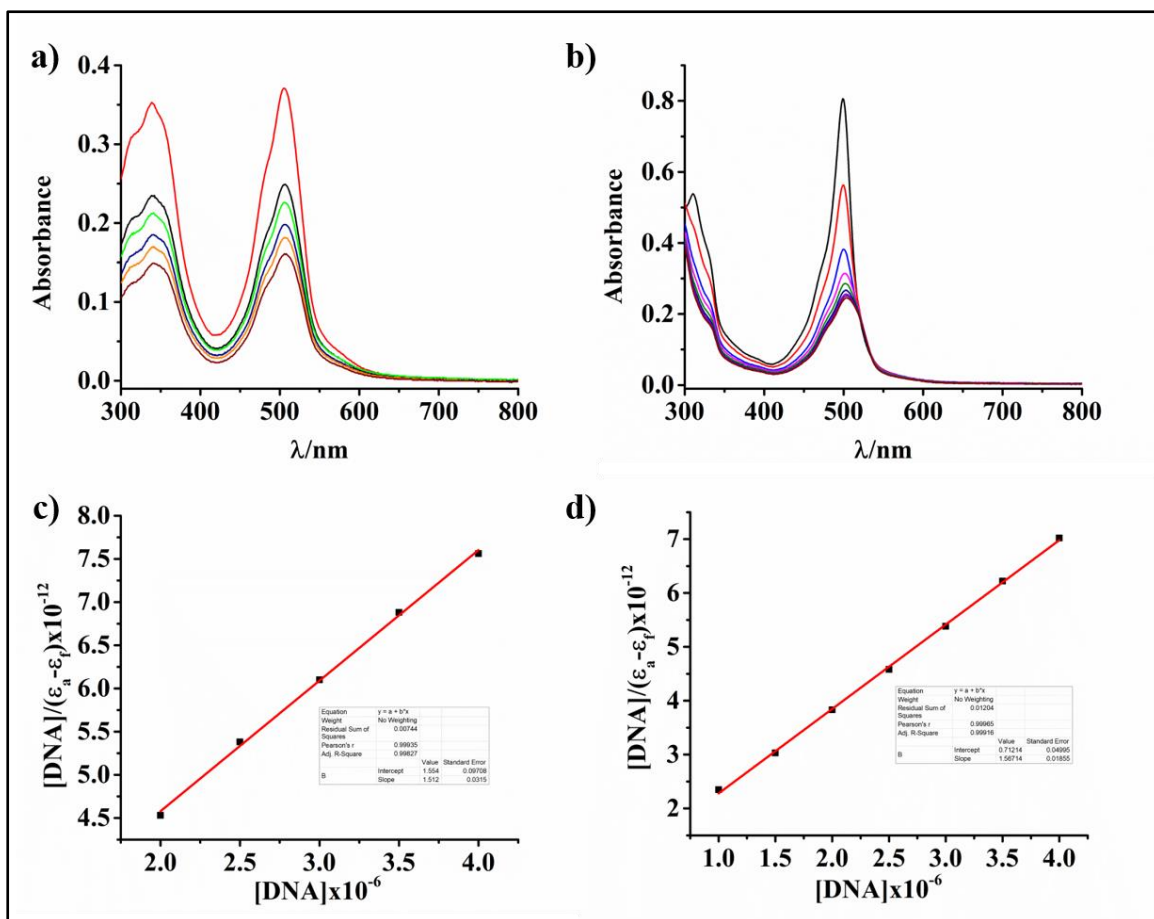 a)
0.4
0.3
0.2
0.1
0.0
Absorbance
300 400 500 600 700 800
λ/nm
b)
0.8
0.6
0.4
0.2
0.0
Absorbance
300 400 500 600 700 800
λ/nm
c)
8.0
7.5
7.0
6.5
6.0
5.5
5.0
4.5
[DNA]/(εa-εf)x10-12
2.0 2.5 3.0 3.5 4.0
[DNA]x10-6
Equation y = a + b*x
Weight No Weighting
Residual Sum of Squares 0.00744
Pearson's r 0.99935
Adj. R-Square 0.99827
Value Standard Error
B Intercept 1.554 0.09708
Slope 1.512 0.0315
d)
7
6
5
4
3
2
[DNA]/(εa-εf)x10-12
1.0 1.5 2.0 2.5 3.0 3.5 4.0
[DNA]x10-6
Equation y = a + b*x
Weight No Weighting
Residual Sum of Squares 0.01204
Pearson's r 0.99965
Adj. R-Square 0.99916
Value Standard Error
B Intercept 0.71214 0.04995
Slope 1.56714 0.01855